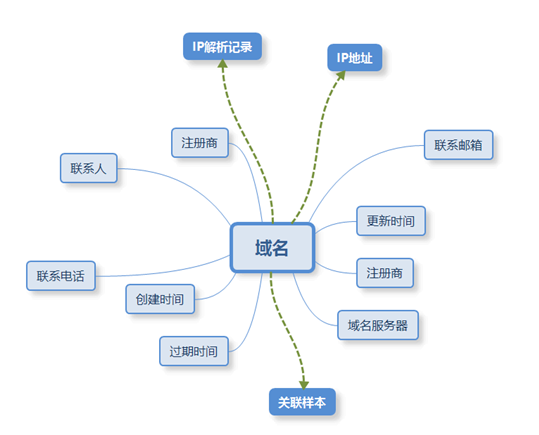 IP解析记录
IP地址
注册商
联系邮箱
联系人
更新时间
域名
联系电话
注册商
创建时间
域名服务器
过期时间
关联样本